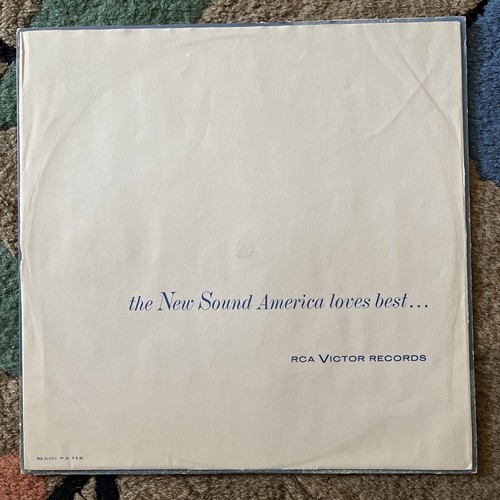 the New Sound America loves best...
RCA VICTOR RECORDS